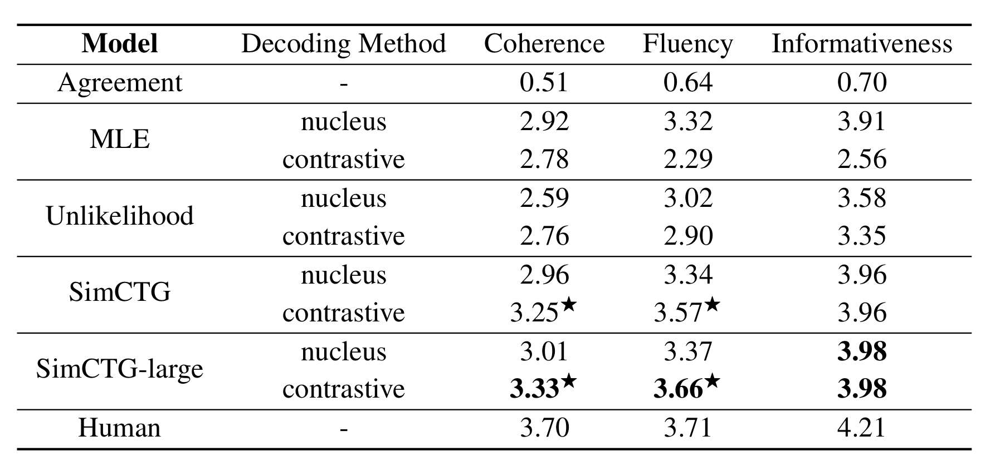 Model Decoding Method Coherence Fluency Informativeness
Agreement - 0.51 0.64 0.70
MLE nucleus 2.92 3.32 3.91
contrastive 2.78 2.29 2.56
Unlikelihood nucleus 2.59 3.02 3.58
contrastive 2.76 2.90 3.35
SimCTG nucleus 2.96 3.34 3.96
contrastive 3.25★ 3.57★ 3.96
SimCTG-large nucleus 3.01 3.37 3.98
contrastive 3.33★ 3.66★ 3.98
Human - 3.70 3.71 4.21